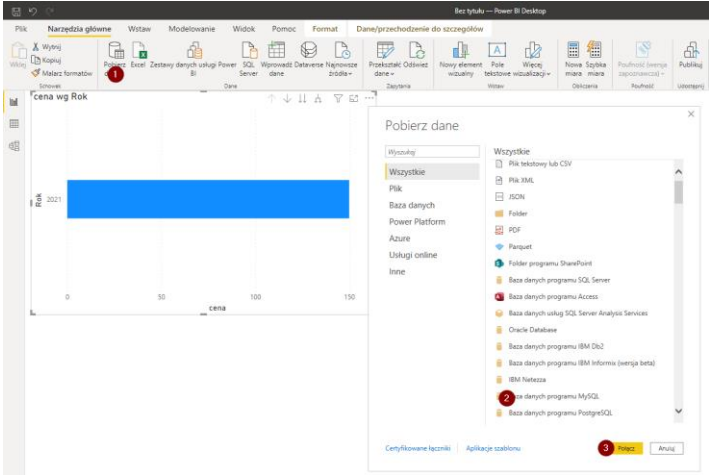 Bez tytułu — Power BI Desktop
Plik Narzędzia główne Wstaw Modelowanie Widok Pomoc Format Dane/przechodzenie do szczegółów
Wklej Wytnij Kopiuj Malarz formatów
Pobierz 1 Excel Zestawy danych usługi Power BI SQL Server Wprowadź dane Dataverse Najnowsze źródła
Przekształć dane Odśwież
Nowy element wizualny Pole tekstowe Więcej wizualizacji
Nowa miara Szybka miara
Poufność (wersja zapoznawcza)
Publikuj
Schowek Dane Zapytania Wstaw Obliczenia Poufność Udostępnij
cena wg Rok
Rok
2021
0 50 100 150
cena
Pobierz dane
Wyszukaj
Wszystkie
Plik
Baza danych
Power Platform
Azure
Usługi online
Inne
Wszystkie
Plik tekstowy lub CSV
Plik XML
JSON
Folder
PDF
Parquet
Folder programu SharePoint
Baza danych programu SQL Server
Baza danych programu Access
Baza danych usług SQL Server Analysis Services
Oracle Database
Baza danych programu IBM Db2
Baza danych programu IBM Informix (wersja beta)
IBM Netezza
2 danych programu MySQL
Baza danych programu PostgreSQL
Certyfikowane łączniki Aplikacje szablonu
3 Połącz Anuluj